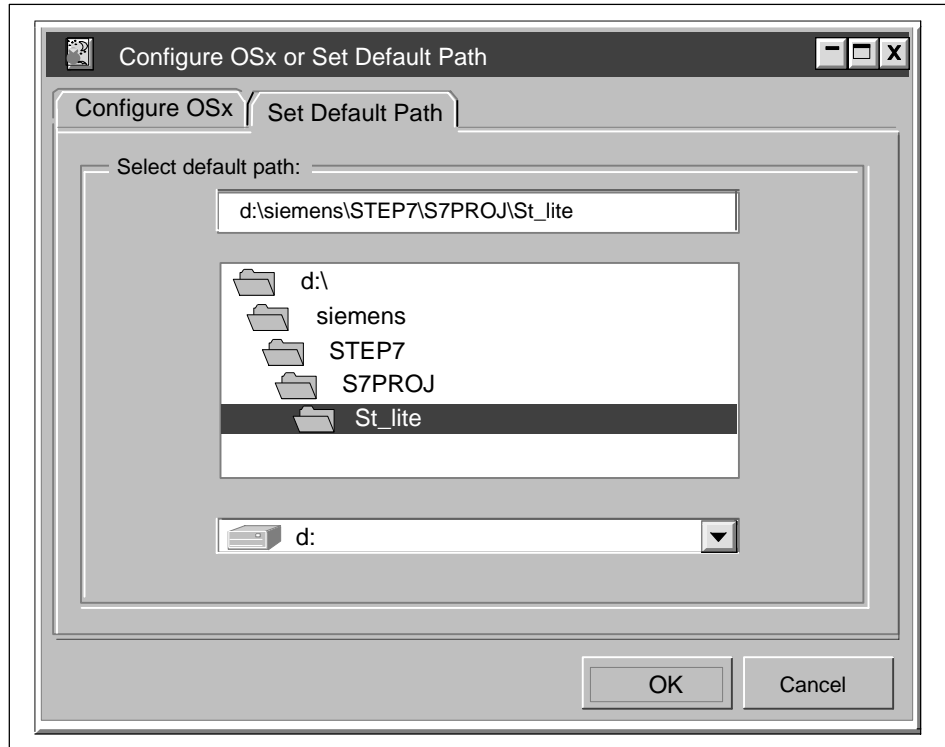 Configure OSx or Set Default Path
Configure OSx Set Default Path
Select default path:
d:\siemens\STEP7\S7PROJ\St_lite
d:\
siemens
STEP7
S7PROJ
St_lite
d:
OK Cancel